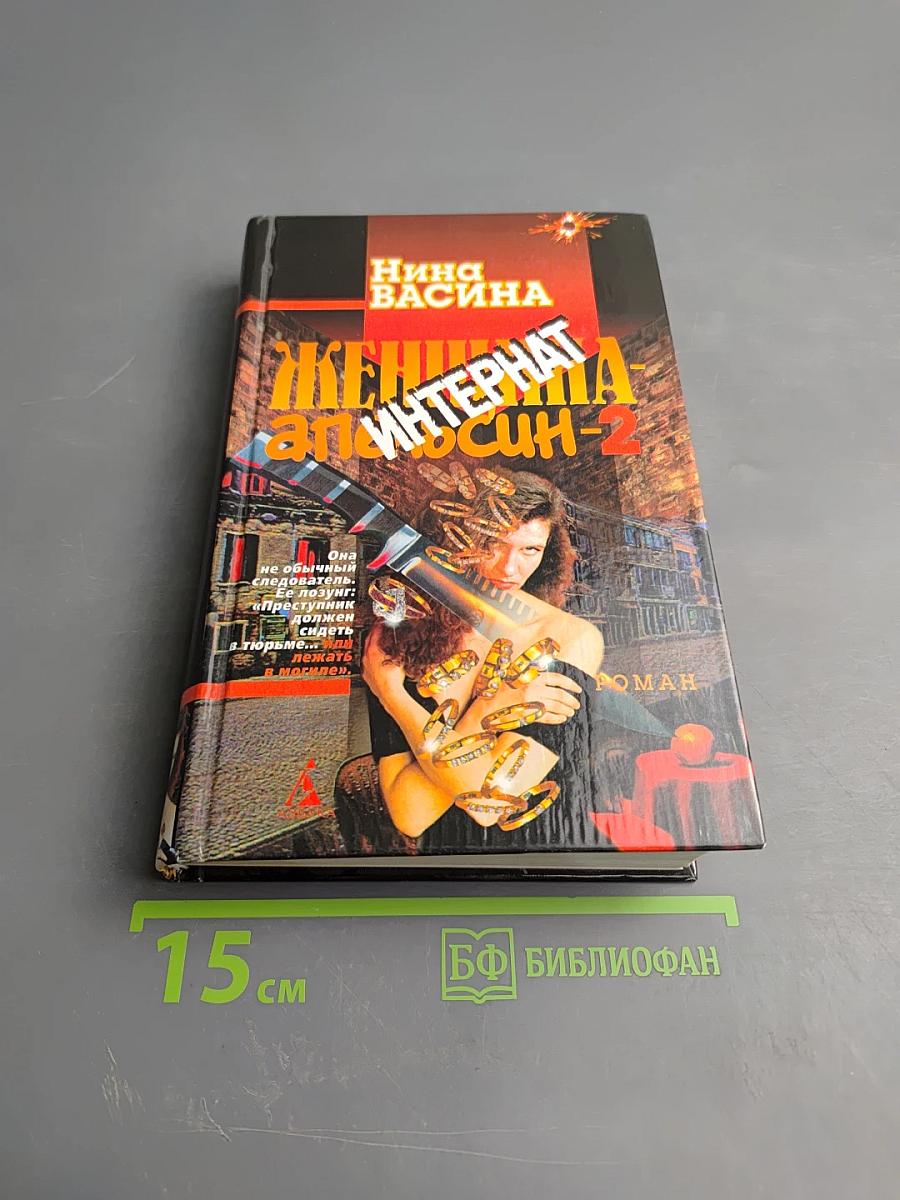 Нина
ВАСИНА
ЖЕНЩИНА-
ИНТЕРНАТ
апельсин-2
Она
не обычный
следователь.
Ее лозунг:
«Преступник
должен
сидеть
в тюрьме... или
лежать
в могиле».
РОМАН
АЗБУКА
15 см
БФ БИБЛИОФАН